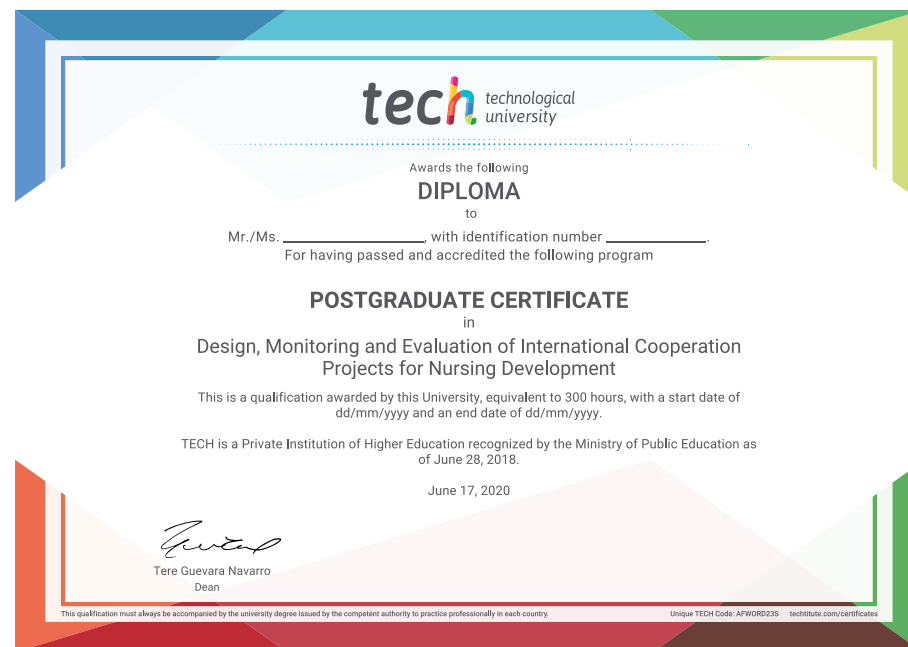 tech technological
university
Awards the following
DIPLOMA
to
Mr./Ms. ____________________, with identification number ______________.
For having passed and accredited the following program
POSTGRADUATE CERTIFICATE
in
Design, Monitoring and Evaluation of International Cooperation
Projects for Nursing Development
This is a qualification awarded by this University, equivalent to 300 hours, with a start date of
dd/mm/yyyy and an end date of dd/mm/yyyy.
TECH is a Private Institution of Higher Education recognized by the Ministry of Public Education as
of June 28, 2018.
June 17, 2020
Tere Guevara Navarro
Dean
This qualification must always be accompanied by the university degree issued by the competent authority to practice professionally in each country. Unique TECH Code: AFWORD23S techtitute.com/certificates